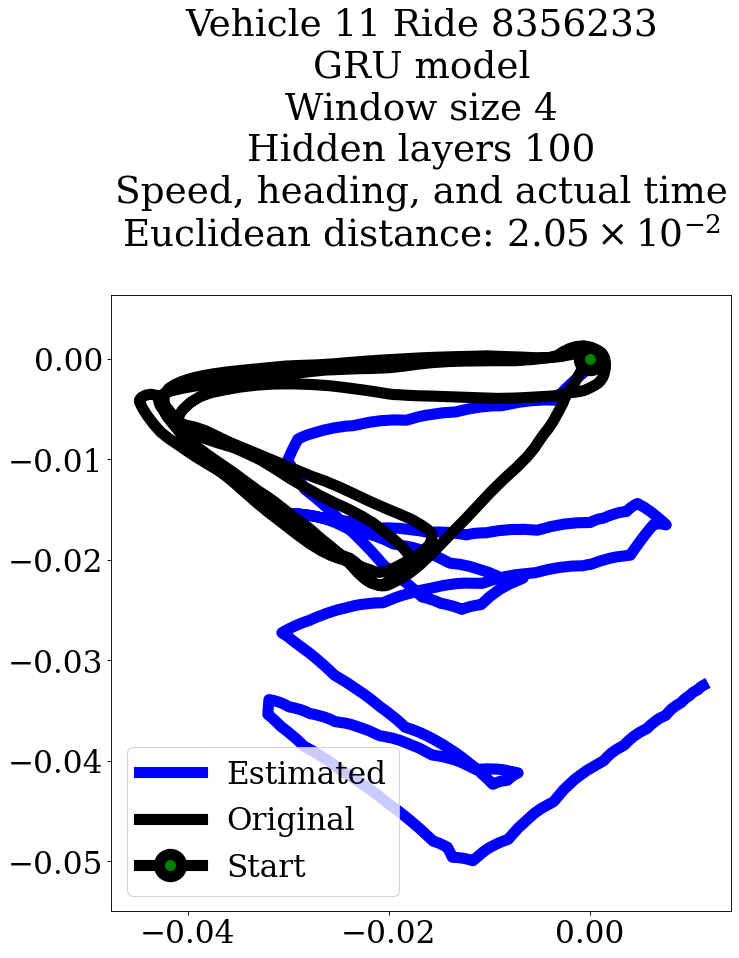 Vehicle 11 Ride 8356233
GRU model
Window size 4
Hidden layers 100
Speed, heading, and actual time
Euclidean distance: 2.05 × 10⁻²
0.00
−0.01
−0.02
−0.03
−0.04
−0.05
Estimated
Original
Start
−0.04
−0.02
0.00